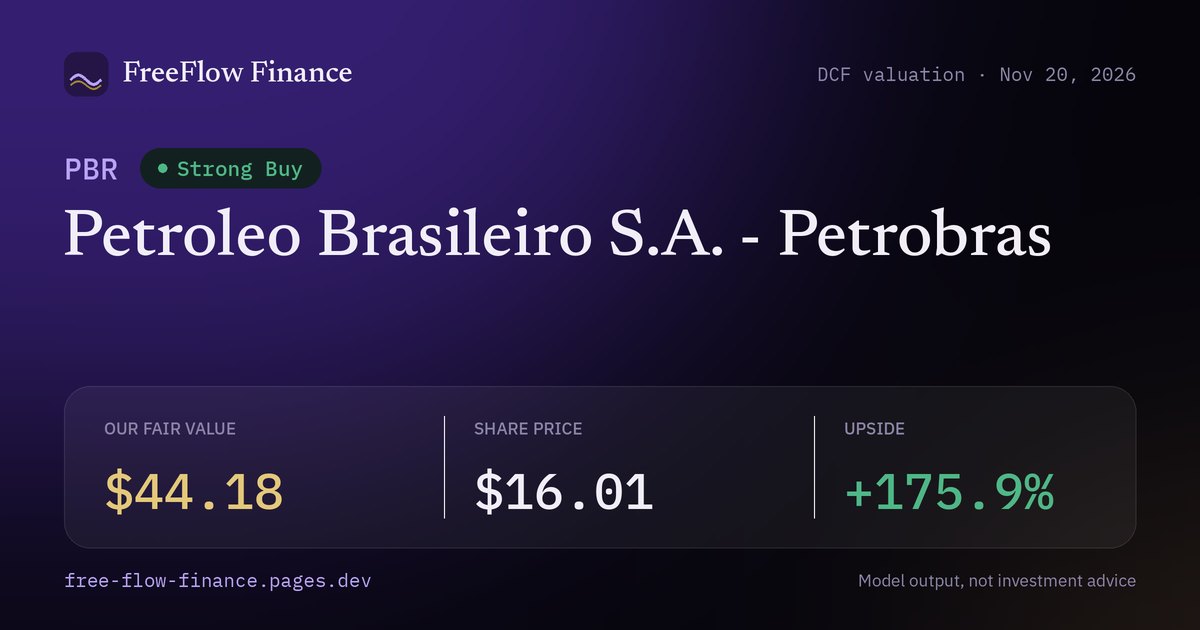 FreeFlow Finance
DCF valuation · Nov 20, 2026
PBR
Strong Buy
Petroleo Brasileiro S.A. - Petrobras
OUR FAIR VALUE
$44.18
SHARE PRICE
$16.01
UPSIDE
+175.9%
free-flow-finance.pages.dev
Model output, not investment advice